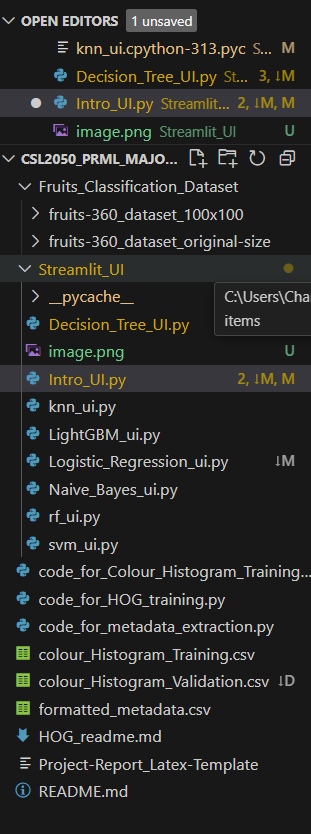 OPEN EDITORS 1 unsaved
knn_ui.cpython-313.pyc S... M
Decision_Tree_UI.py St... 3, ↓M
Intro_UI.py Streamlit... 2, ↓M, M
image.png Streamlit_UI U
CSL2050_PRML_MAJO...
Fruits_Classification_Dataset
fruits-360_dataset_100x100
fruits-360_dataset_original-size
Streamlit_UI
__pycache__
C:\Users\Cha
Decision_Tree_UI.py
items
image.png U
Intro_UI.py 2, ↓M, M
knn_ui.py
LightGBM_ui.py
Logistic_Regression_ui.py ↓M
Naive_Bayes_ui.py
rf_ui.py
svm_ui.py
code_for_Colour_Histogram_Training...
code_for_HOG_training.py
code_for_metadata_extraction.py
colour_Histogram_Training.csv
colour_Histogram_Validation.csv ↓D
formatted_metadata.csv
HOG_readme.md
Project-Report_Latex-Template
README.md